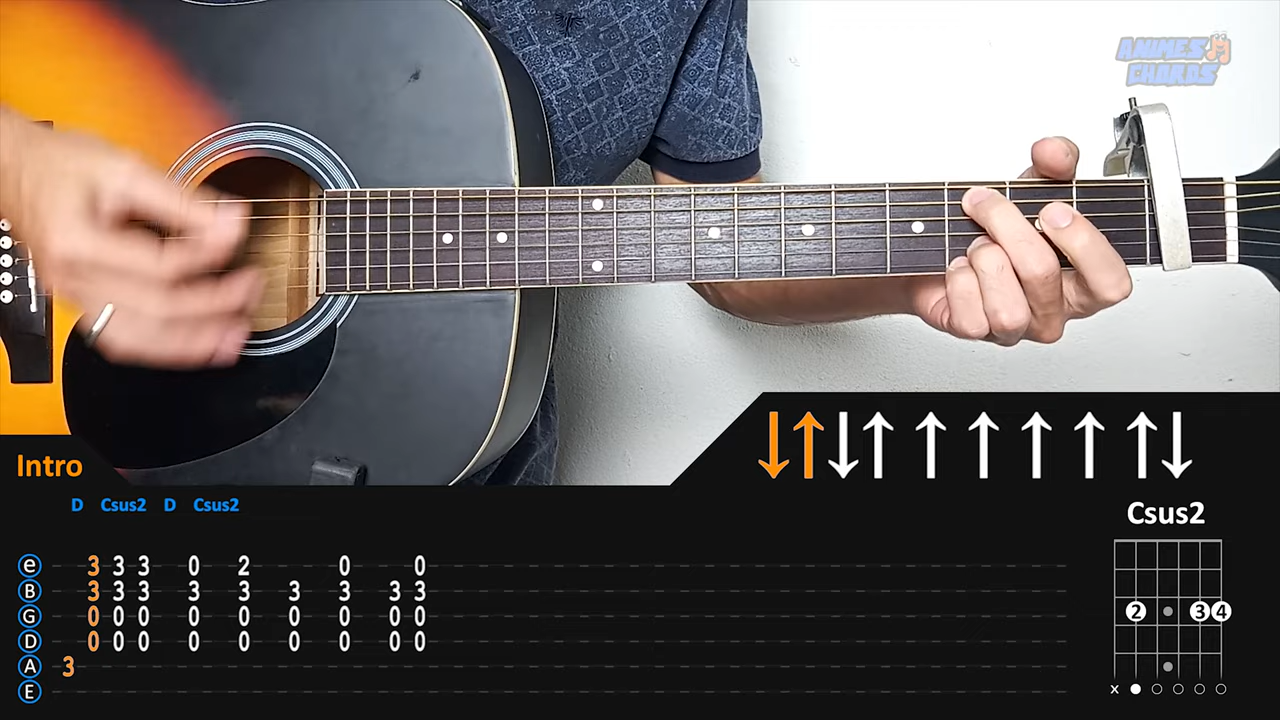 ANIMES
CHORDS
Intro
D Csus2 D Csus2
Csus2
e 3 3 3 0 2 0 0
B 3 3 3 3 3 3 3 3 3
G 0 0 0 0 0 0 0 0 0
D 0 0 0 0 0 0 0 0 0
A 3
E
2 3 4
x